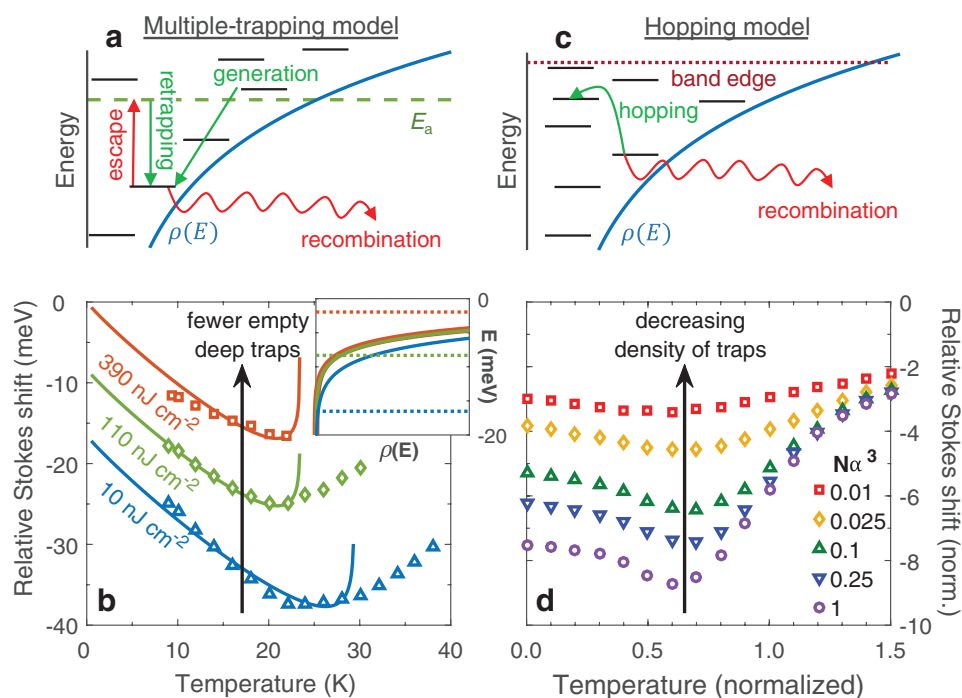 Multiple-trapping model
a
Energy
escape
retrapping
generation
Eₐ
recombination
ρ(E)
Hopping model
c
Energy
band edge
hopping
recombination
ρ(E)
Relative Stokes shift (meV)
0
-10
-20
-30
-40
390 nJ cm⁻²
110 nJ cm⁻²
10 nJ cm⁻²
fewer empty
deep traps
0
E
(meV)
-20
ρ(E)
b
0
10
20
30
40
Temperature (K)
decreasing
density of traps
Nα³
0.01
0.025
0.1
0.25
1
d
0
-2
-4
-6
-8
-10
Relative Stokes shift (norm.)
0.0
0.5
1.0
1.5
Temperature (normalized)